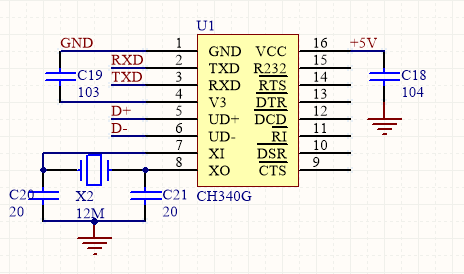 U1
GND 1 GND VCC 16 +5V
RXD 2 TXD R232 15
C19 TXD 3 RXD RTS 14 C18
103 4 V3 DTR 13 104
D+ 5 UD+ DCD 12
D- 6 UD- RI 11
7 XI DSR 10
8 XO CTS 9
C20 X2 C21 CH340G
20 12M 20